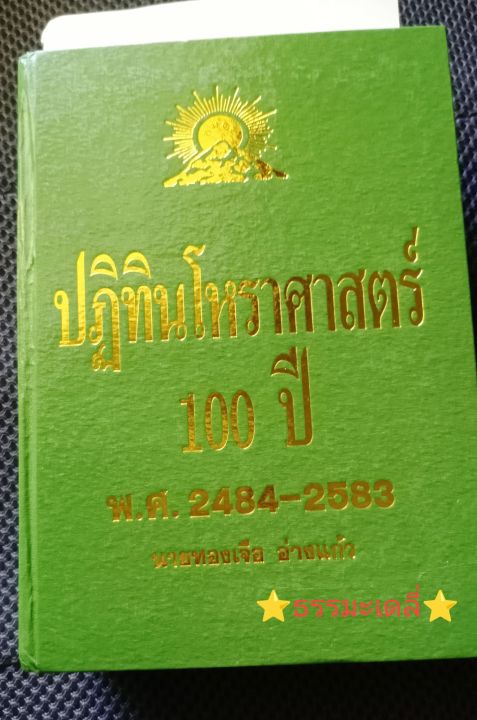 ปฏิทินโหราศาสตร์
100 ปี
พ.ศ. 2484-2583
นายทองเจือ อ่างแก้ว
⭐ธรรมะเดลี่⭐